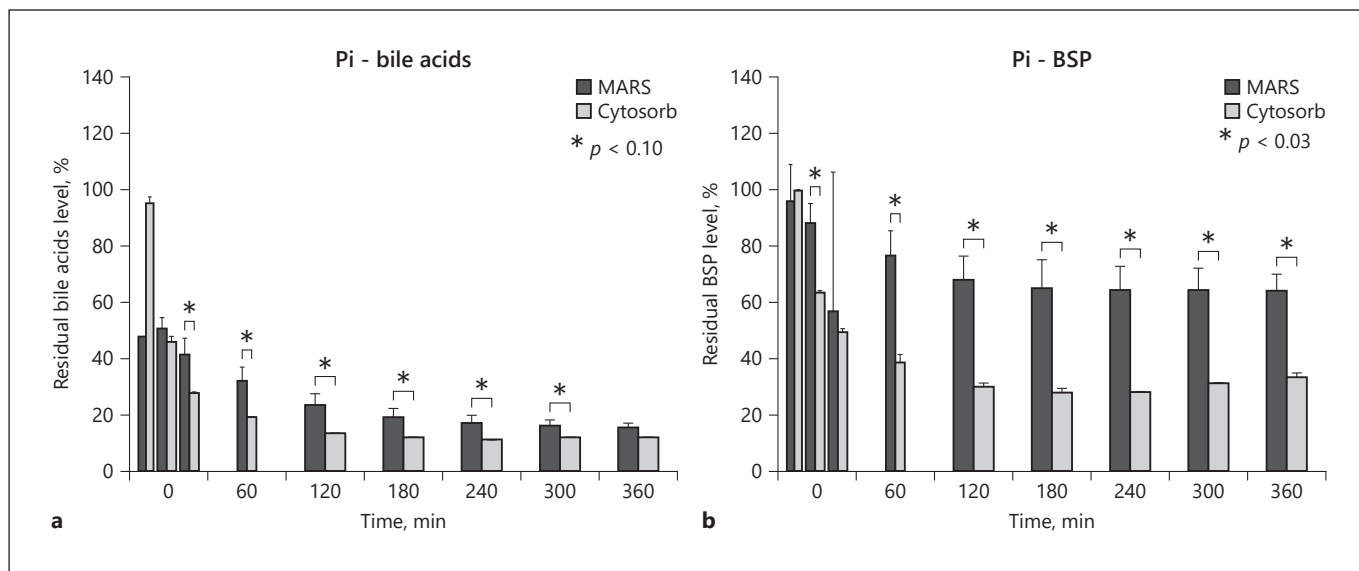 Pi - bile acids
140
120
100
80
60
40
20
0
Residual bile acids level, %
MARS
Cytosorb
* p < 0.10
*
*
*
*
*
*
0 60 120 180 240 300 360
Time, min
a
Pi - BSP
140
120
100
80
60
40
20
0
Residual BSP level, %
MARS
Cytosorb
* p < 0.03
*
*
*
*
*
*
*
0 60 120 180 240 300 360
Time, min
b